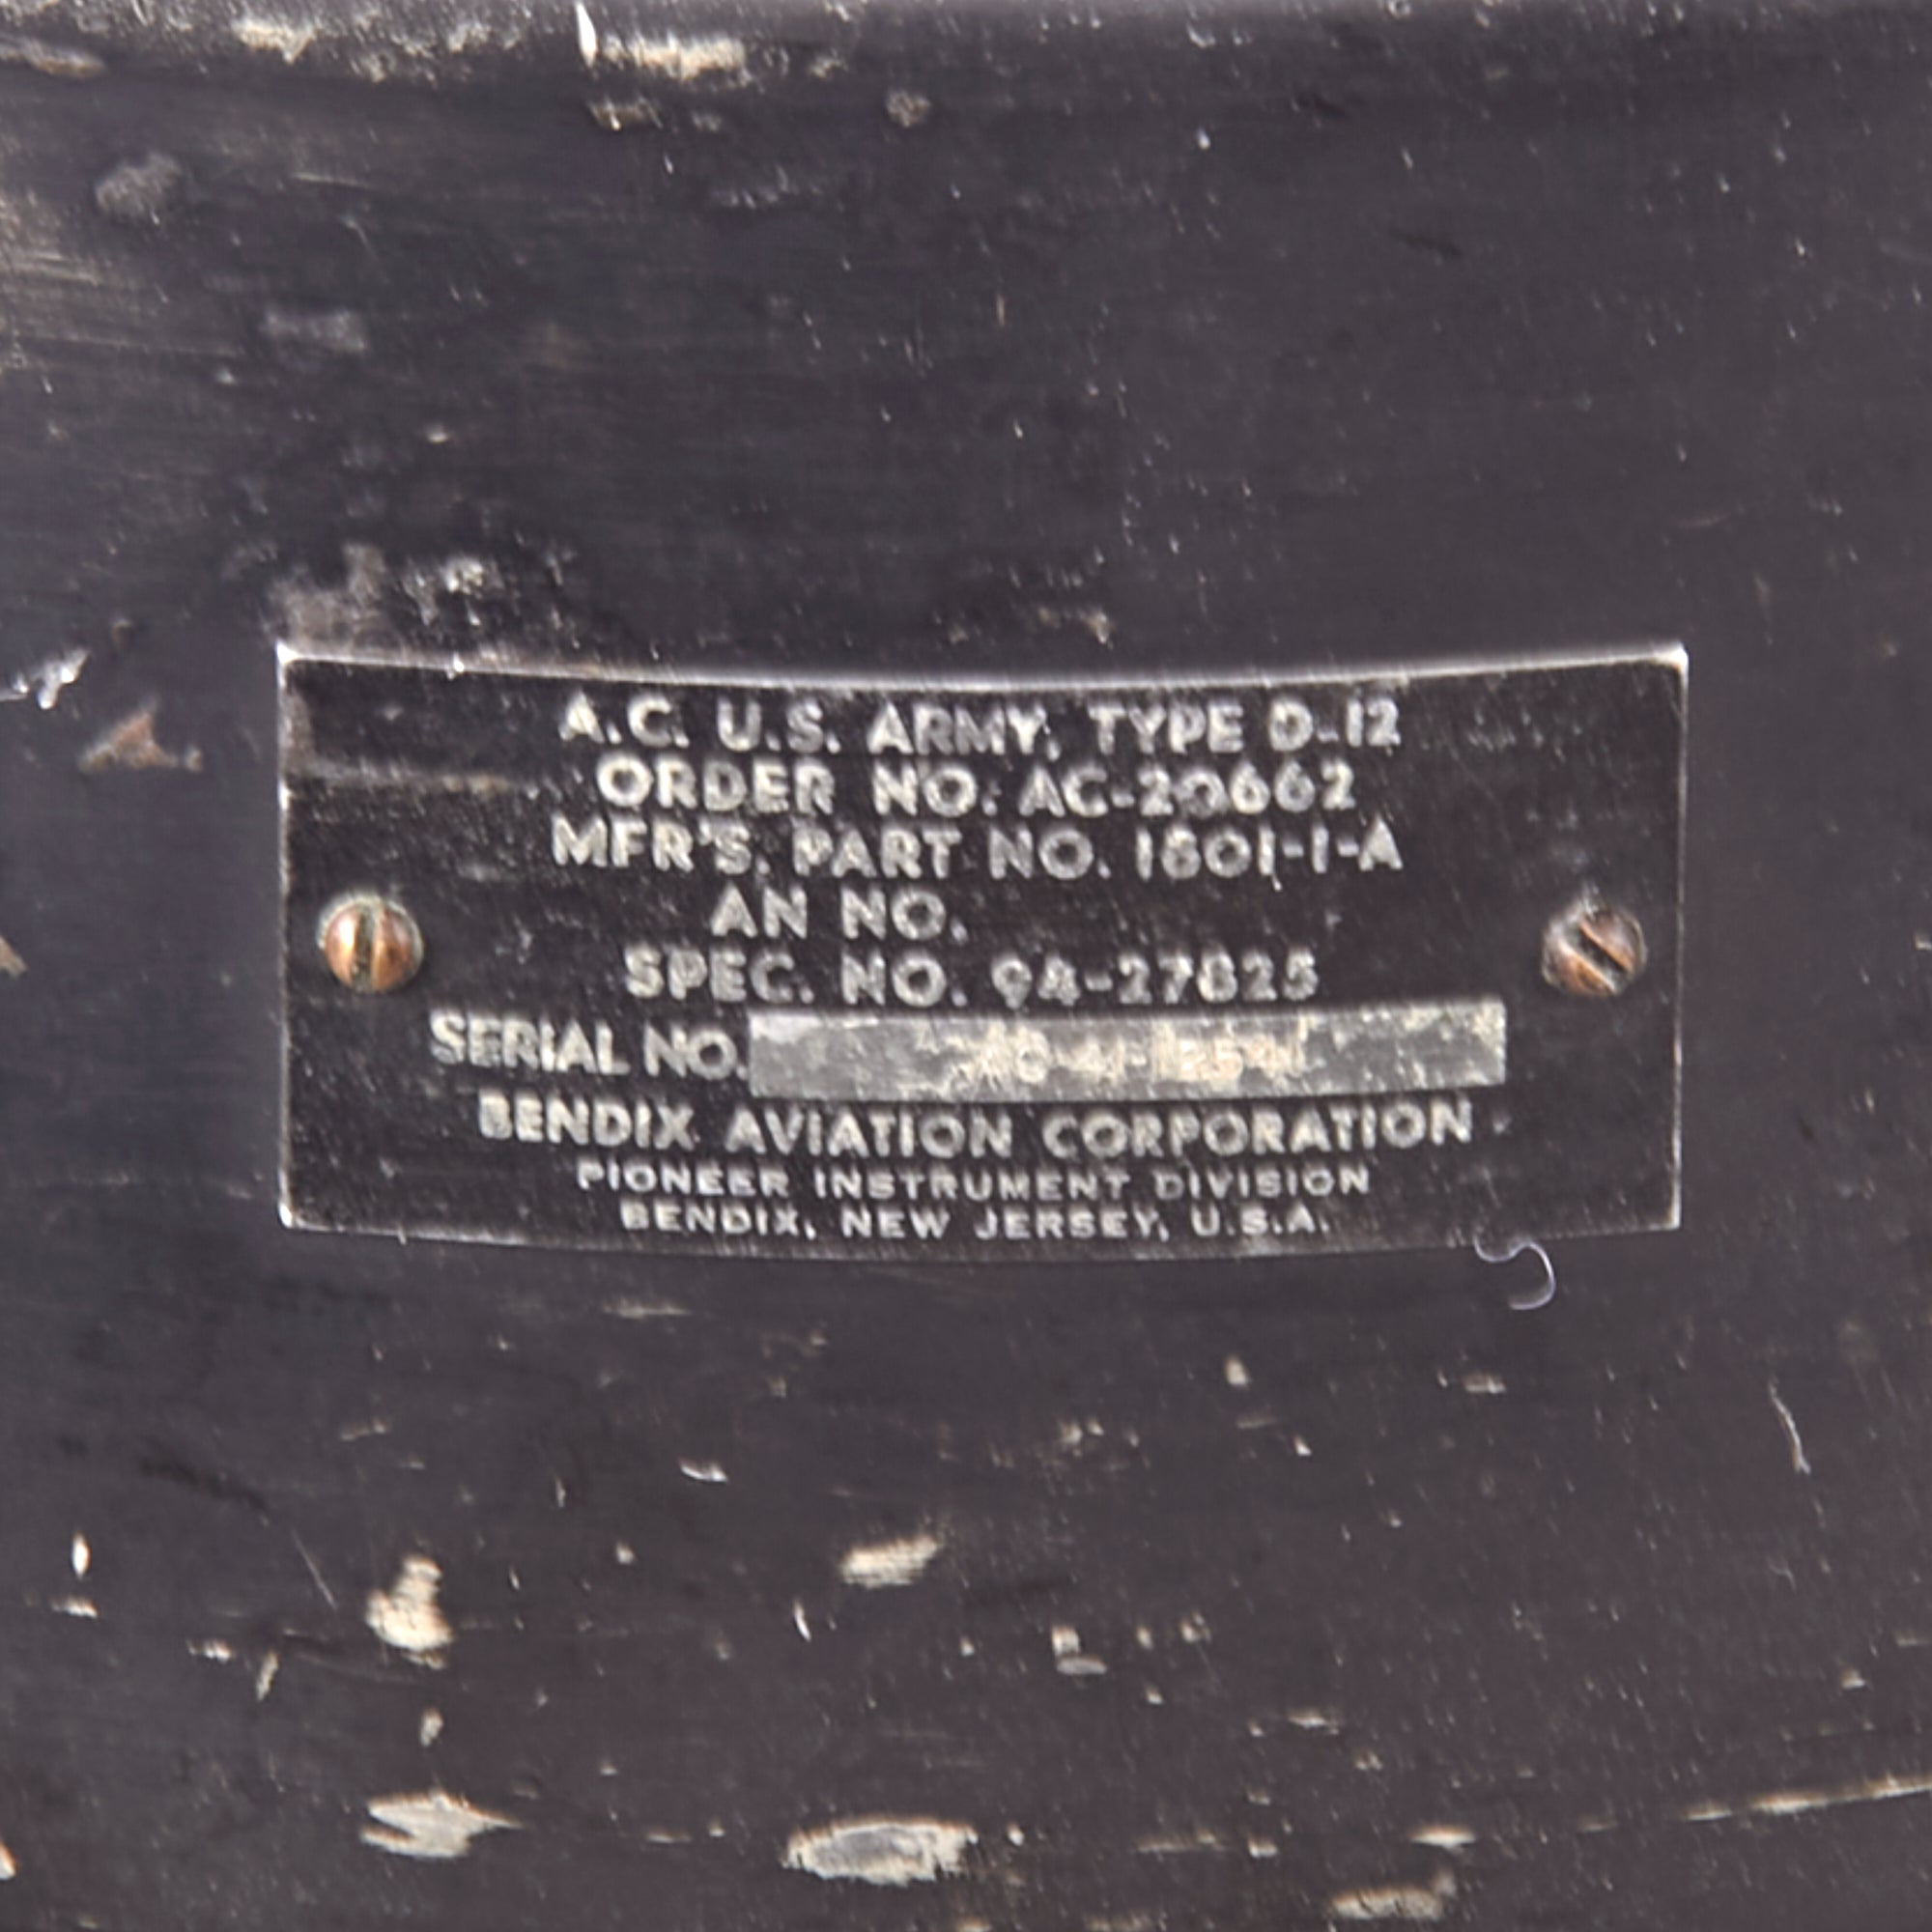 A.C. U.S. ARMY, TYPE D-12
ORDER NO. AC-20662
MFR'S. PART NO. 1801-1-A
AN NO.
SPEC. NO. 94-27825
SERIAL NO.
BENDIX AVIATION CORPORATION
PIONEER INSTRUMENT DIVISION
BENDIX, NEW JERSEY, U.S.A.